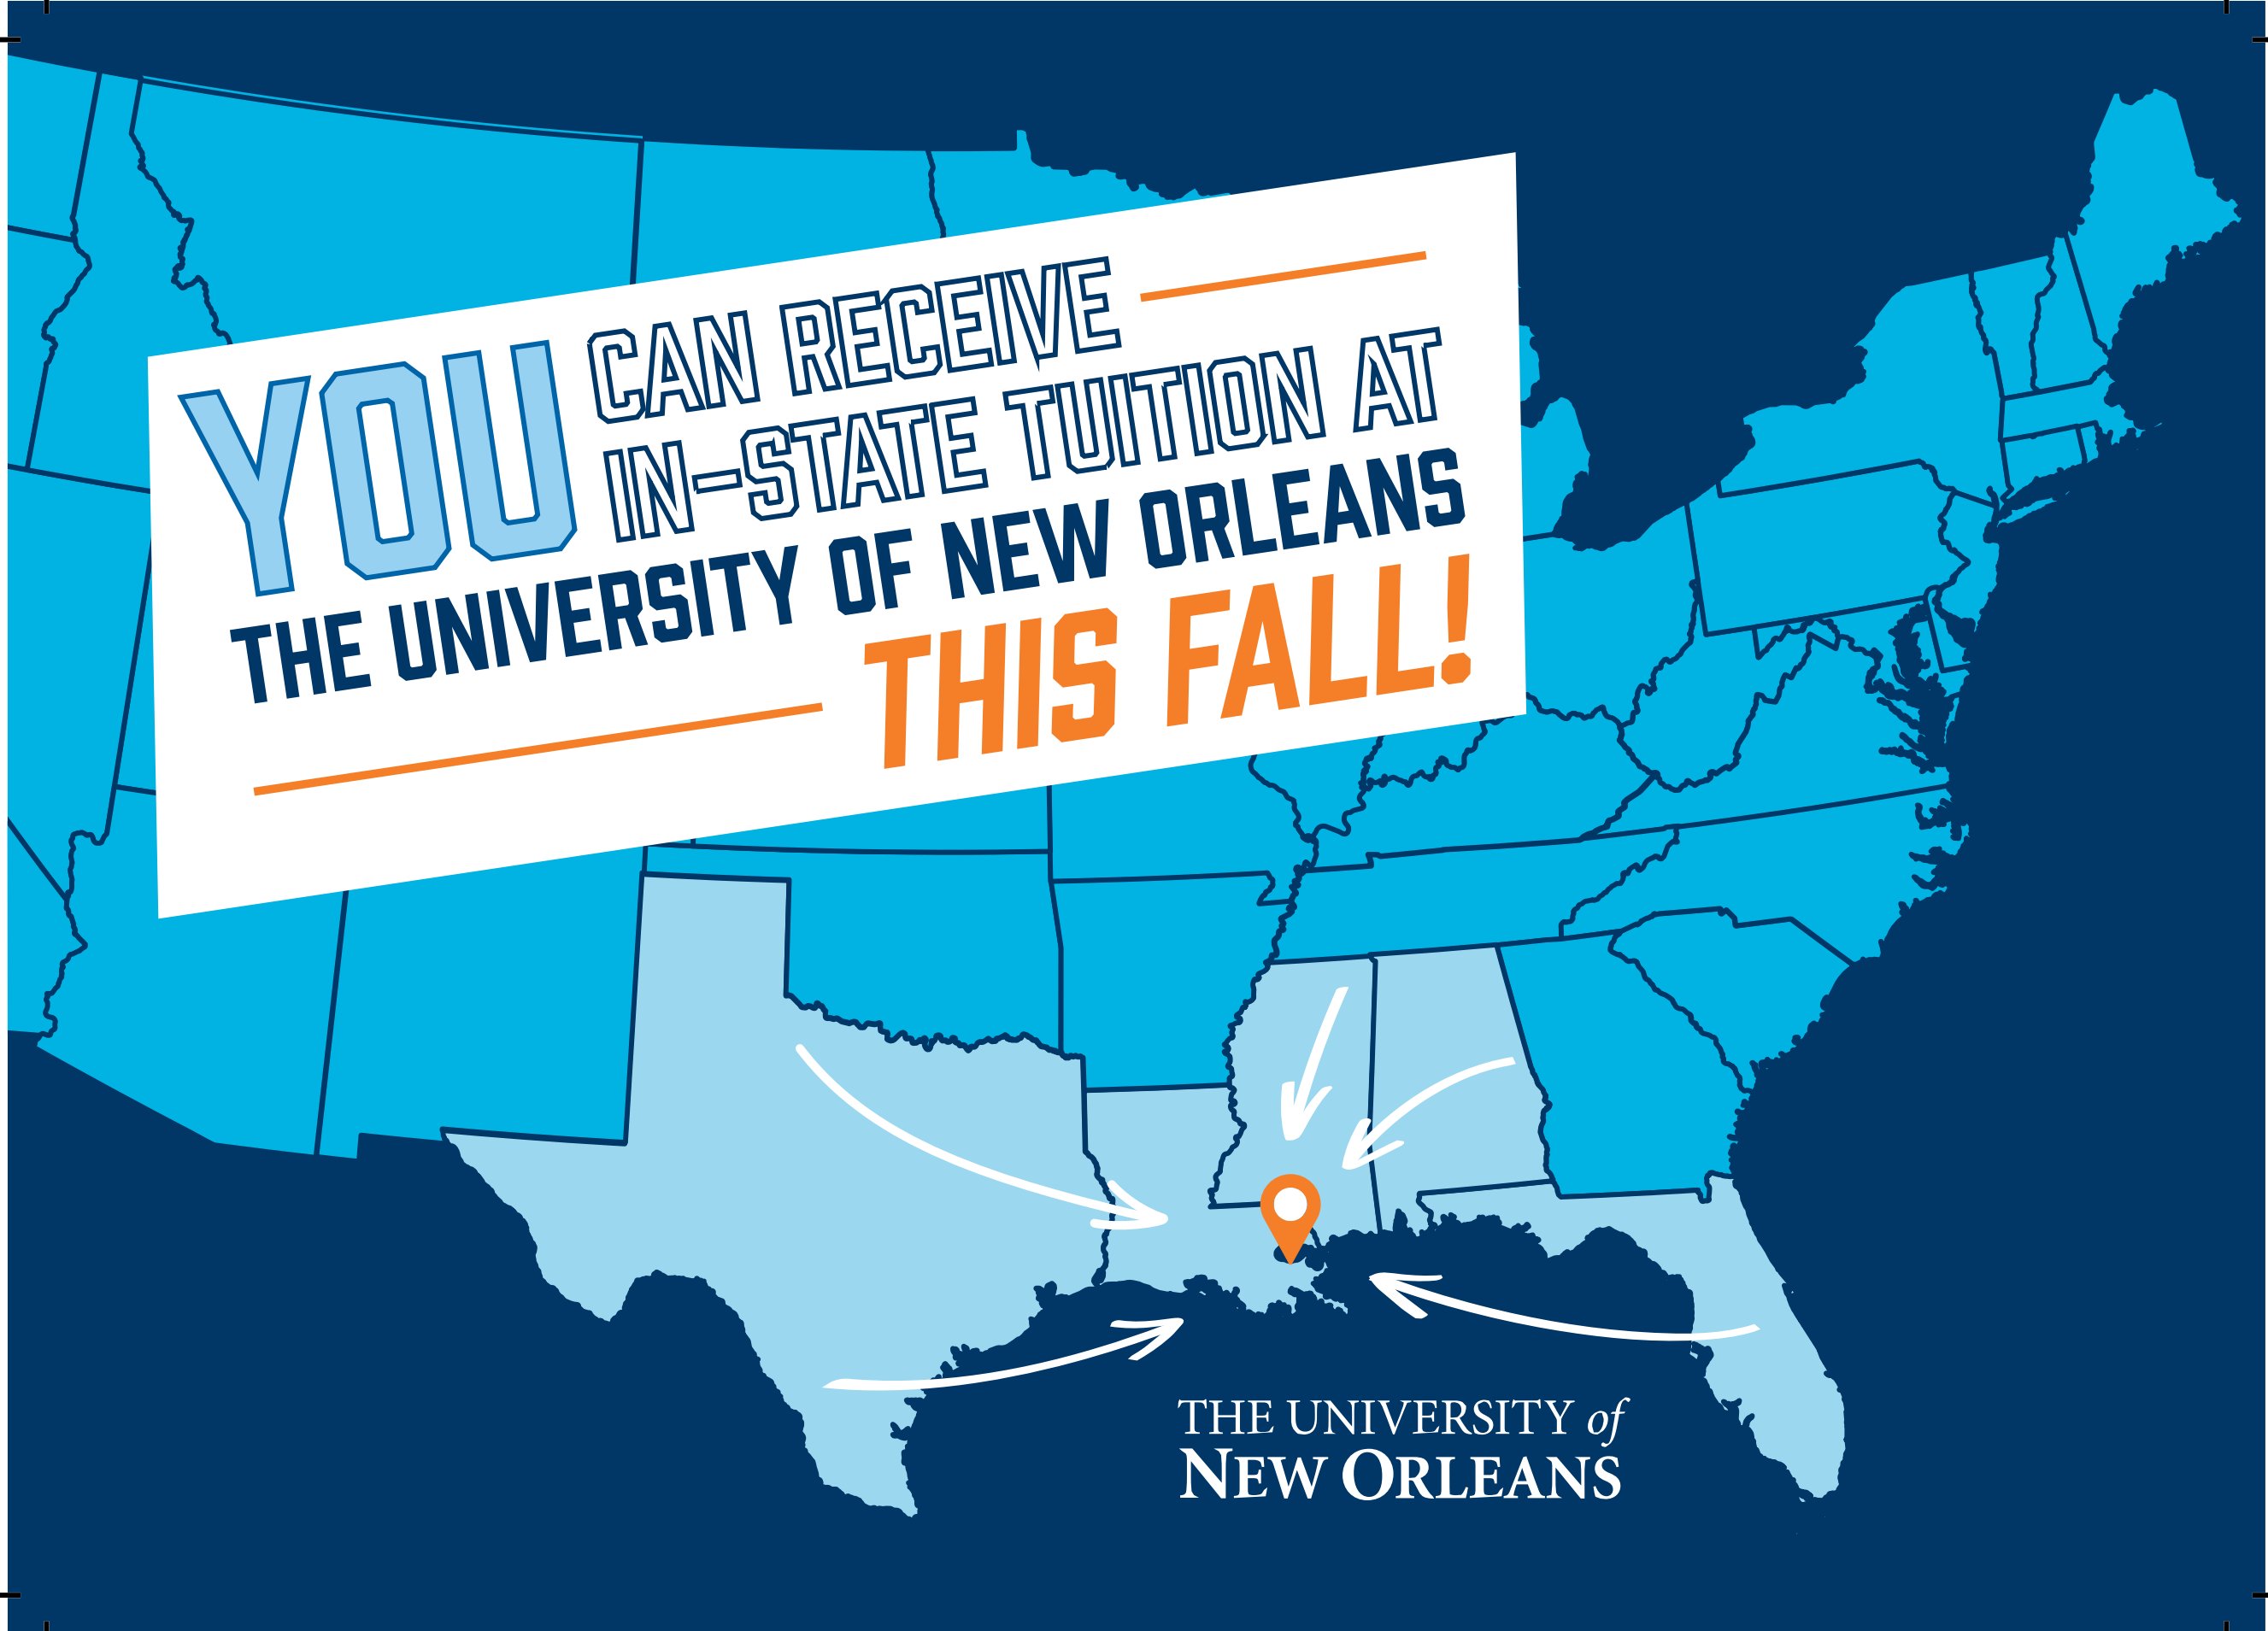 YOU CAN RECEIVE
IN-STATE TUITION AT
THE UNIVERSITY OF NEW ORLEANS
THIS FALL!
THE UNIVERSITY of
NEW ORLEANS